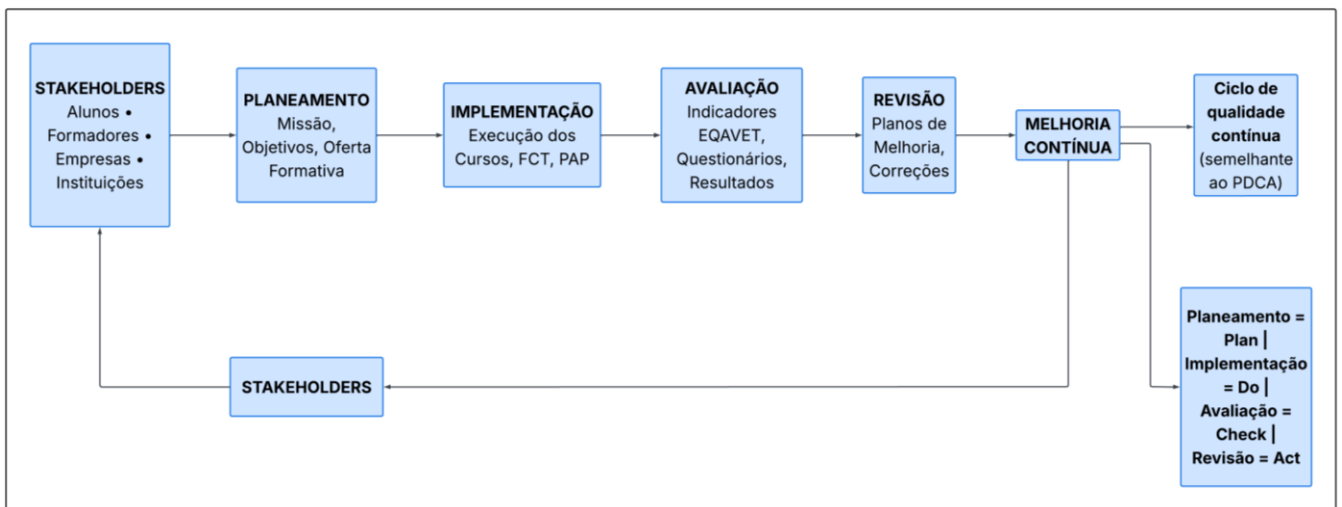 STAKEHOLDERS
Alunos •
Formadores •
Empresas •
Instituições
PLANEAMENTO
Missão,
Objetivos, Oferta
Formativa
IMPLEMENTAÇÃO
Execução dos
Cursos, FCT, PAP
AVALIAÇÃO
Indicadores
EQAVET,
Questionários,
Resultados
REVISÃO
Planos de
Melhoria,
Correções
MELHORIA
CONTÍNUA
Ciclo de
qualidade
contínua
(semelhante
ao PDCA)
Planeamento =
Plan |
Implementação
= Do |
Avaliação =
Check |
Revisão = Act
STAKEHOLDERS